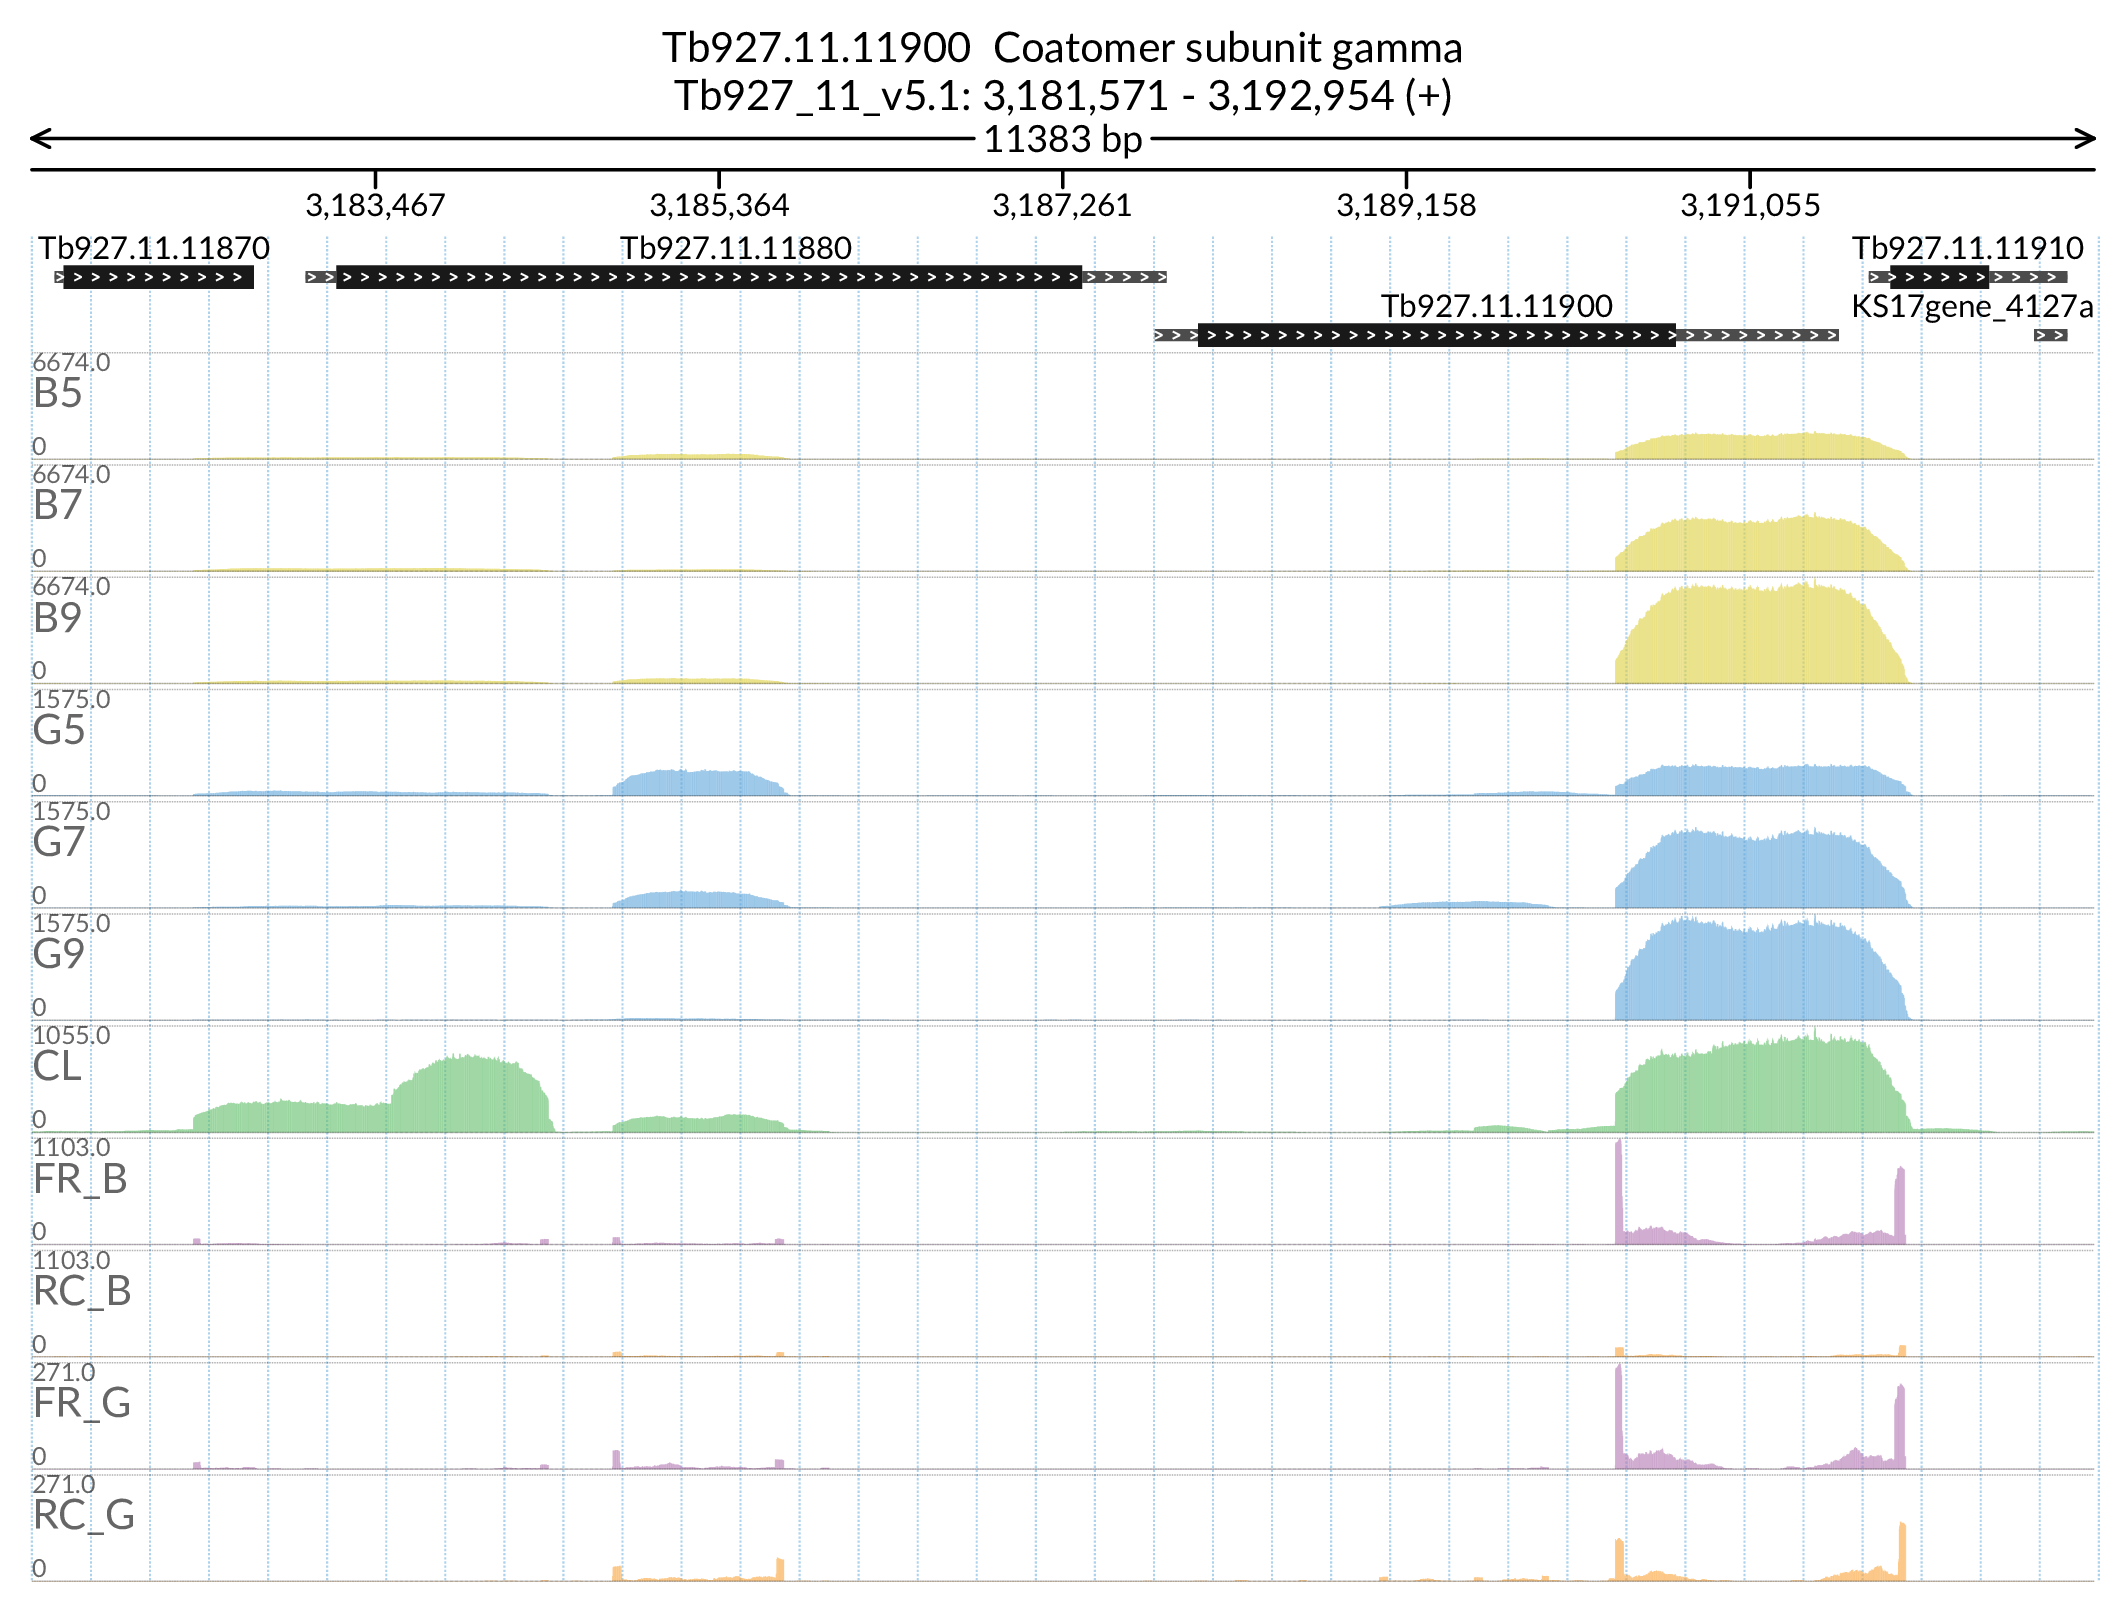 Tb927.11.11900 Coatomer subunit gamma
Tb927_11_v5.1: 3,181,571 - 3,192,954 (+)
11383 bp
3,183,467 3,185,364 3,187,261 3,189,158 3,191,055
Tb927.11.11870 Tb927.11.11880 Tb927.11.11910
Tb927.11.11900 KS17gene_4127a
6674.0
B5
0
6674.0
B7
0
6674.0
B9
0
1575.0
G5
0
1575.0
G7
0
1575.0
G9
0
1055.0
CL
0
1103.0
FR_B
0
1103.0
RC_B
0
271.0
FR_G
0
271.0
RC_G
0